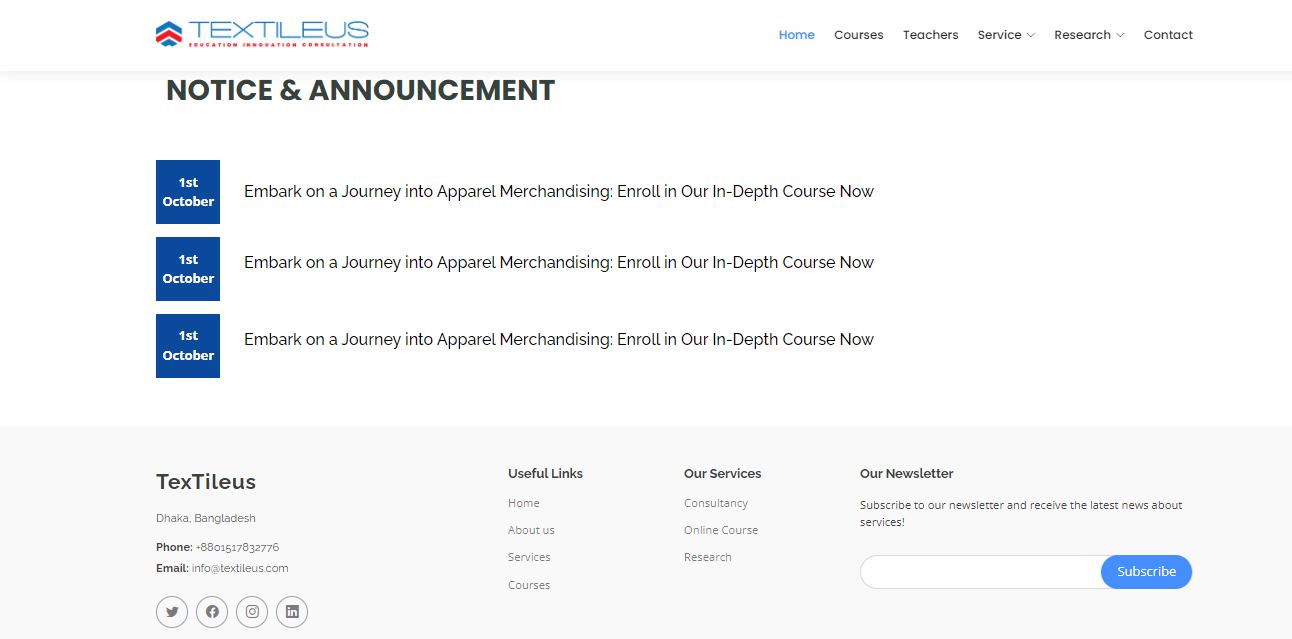 TEXTILEUS
EDUCATION INNOVATION CONSULTATION
Home Courses Teachers Service Research Contact
NOTICE & ANNOUNCEMENT
1st
October
Embark on a Journey into Apparel Merchandising: Enroll in Our In-Depth Course Now
1st
October
Embark on a Journey into Apparel Merchandising: Enroll in Our In-Depth Course Now
1st
October
Embark on a Journey into Apparel Merchandising: Enroll in Our In-Depth Course Now
TexTileus
Dhaka, Bangladesh
Phone: +8801517832776
Email: info@textileus.com
Useful Links
Home
About us
Services
Courses
Our Services
Consultancy
Online Course
Research
Our Newsletter
Subscribe to our newsletter and receive the latest news about
services!
Subscribe